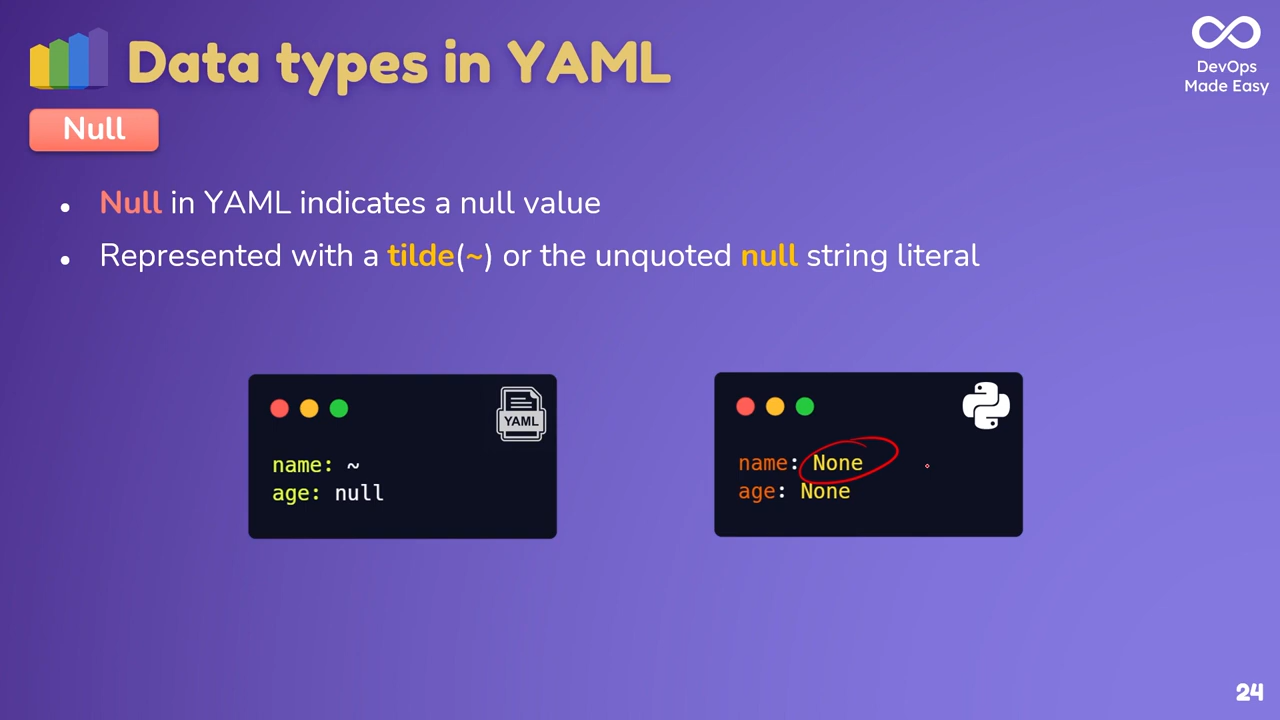 Data types in YAML
DevOps
Made Easy
Null
• Null in YAML indicates a null value
• Represented with a tilde(~) or the unquoted null string literal
YAML
name: ~
age: null
name: None
age: None
24